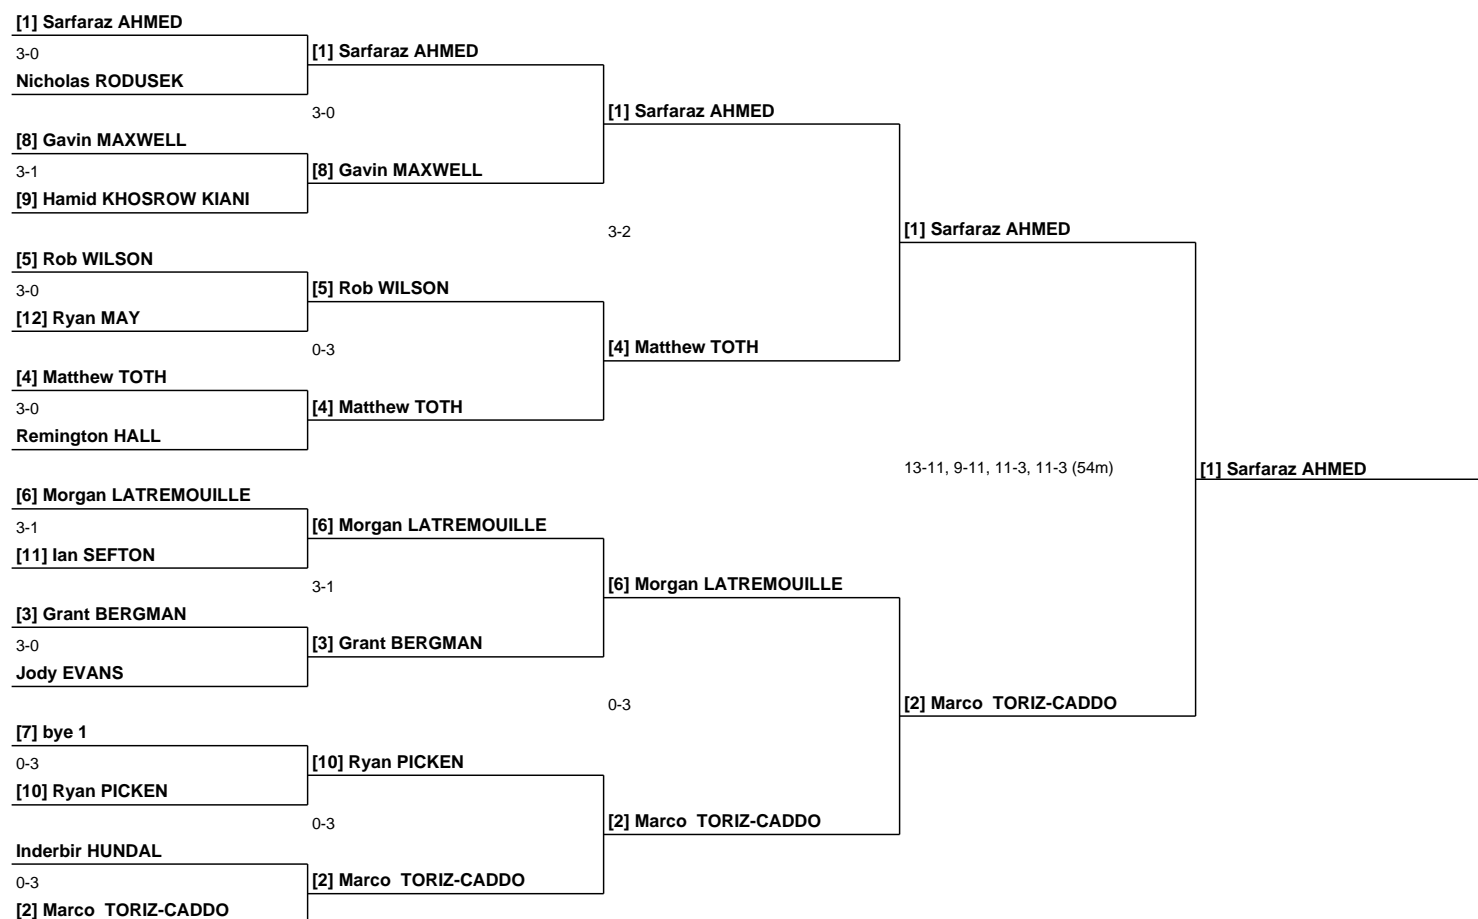 [1] Sarfaraz AHMED
3-0
Nicholas RODUSEK
[8] Gavin MAXWELL
3-1
[9] Hamid KHOSROW KIANI
[5] Rob WILSON
3-0
[12] Ryan MAY
[4] Matthew TOTH
3-0
Remington HALL
[6] Morgan LATREMOUILLE
3-1
[11] Ian SEFTON
[3] Grant BERGMAN
3-0
Jody EVANS
[7] bye 1
0-3
[10] Ryan PICKEN
Inderbir HUNDAL
0-3
[2] Marco  TORIZ-CADDO
[1] Sarfaraz AHMED
3-0
[8] Gavin MAXWELL
[5] Rob WILSON
0-3
[4] Matthew TOTH
[6] Morgan LATREMOUILLE
3-1
[3] Grant BERGMAN
[10] Ryan PICKEN
0-3
[2] Marco  TORIZ-CADDO
[1] Sarfaraz AHMED
3-2
[4] Matthew TOTH
[6] Morgan LATREMOUILLE
0-3
[2] Marco  TORIZ-CADDO
[1] Sarfaraz AHMED
13-11, 9-11, 11-3, 11-3 (54m)
[2] Marco  TORIZ-CADDO
[1] Sarfaraz AHMED